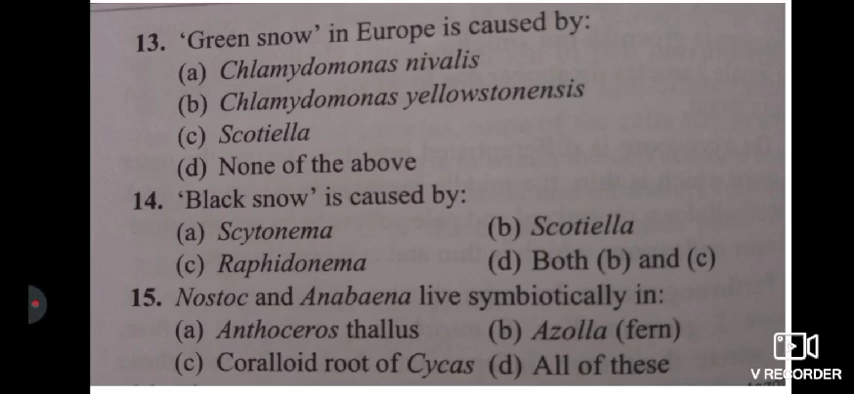 13. ‘Green snow’ in Europe is caused by:
(a) Chlamydomonas nivalis
(b) Chlamydomonas yellowstonensis
(c) Scotiella
(d) None of the above
14. ‘Black snow’ is caused by:
(a) Scytonema (b) Scotiella
(c) Raphidonema (d) Both (b) and (c)
15. Nostoc and Anabaena live symbiotically in:
(a) Anthoceros thallus (b) Azolla (fern)
(c) Coralloid root of Cycas (d) All of these
V RECORDER